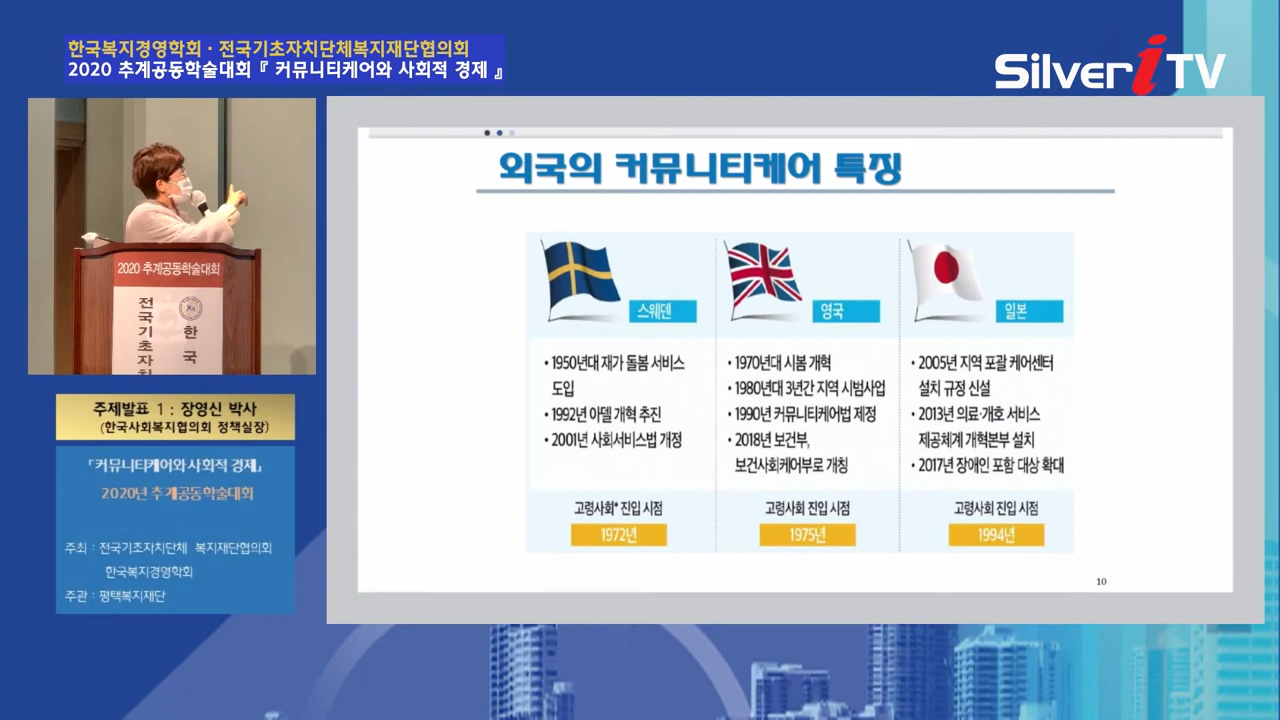 한국복지경영학회 · 전국기초자치단체복지재단협의회
2020 추계공동학술대회 『 커뮤니티케어와 사회적 경제 』
Silver i TV
2020 추계공동학술대회
전국기초자치
한국
주제발표 1 : 장영신 박사
(한국사회복지협의회 정책실장)
「커뮤니티케어와 사회적 경제」
2020년 추계공동학술대회
주최 : 전국기초자치단체 복지재단협의회
한국복지경영학회
주관 : 평택복지재단
외국의 커뮤니티케어 특징
스웨덴
• 1950년대 재가 돌봄 서비스
도입
• 1992년 아델 개혁 추진
• 2001년 사회서비스법 개정
고령사회* 진입 시점
1972년
영국
• 1970년대 시봄 개혁
• 1980년대 3년간 지역 시범사업
• 1990년 커뮤니티케어법 제정
• 2018년 보건부,
보건사회케어부로 개칭
고령사회 진입 시점
1975년
일본
• 2005년 지역 포괄 케어센터
설치 규정 신설
• 2013년 의료·개호 서비스
제공체계 개혁본부 설치
• 2017년 장애인 포함 대상 확대
고령사회 진입 시점
1994년
10